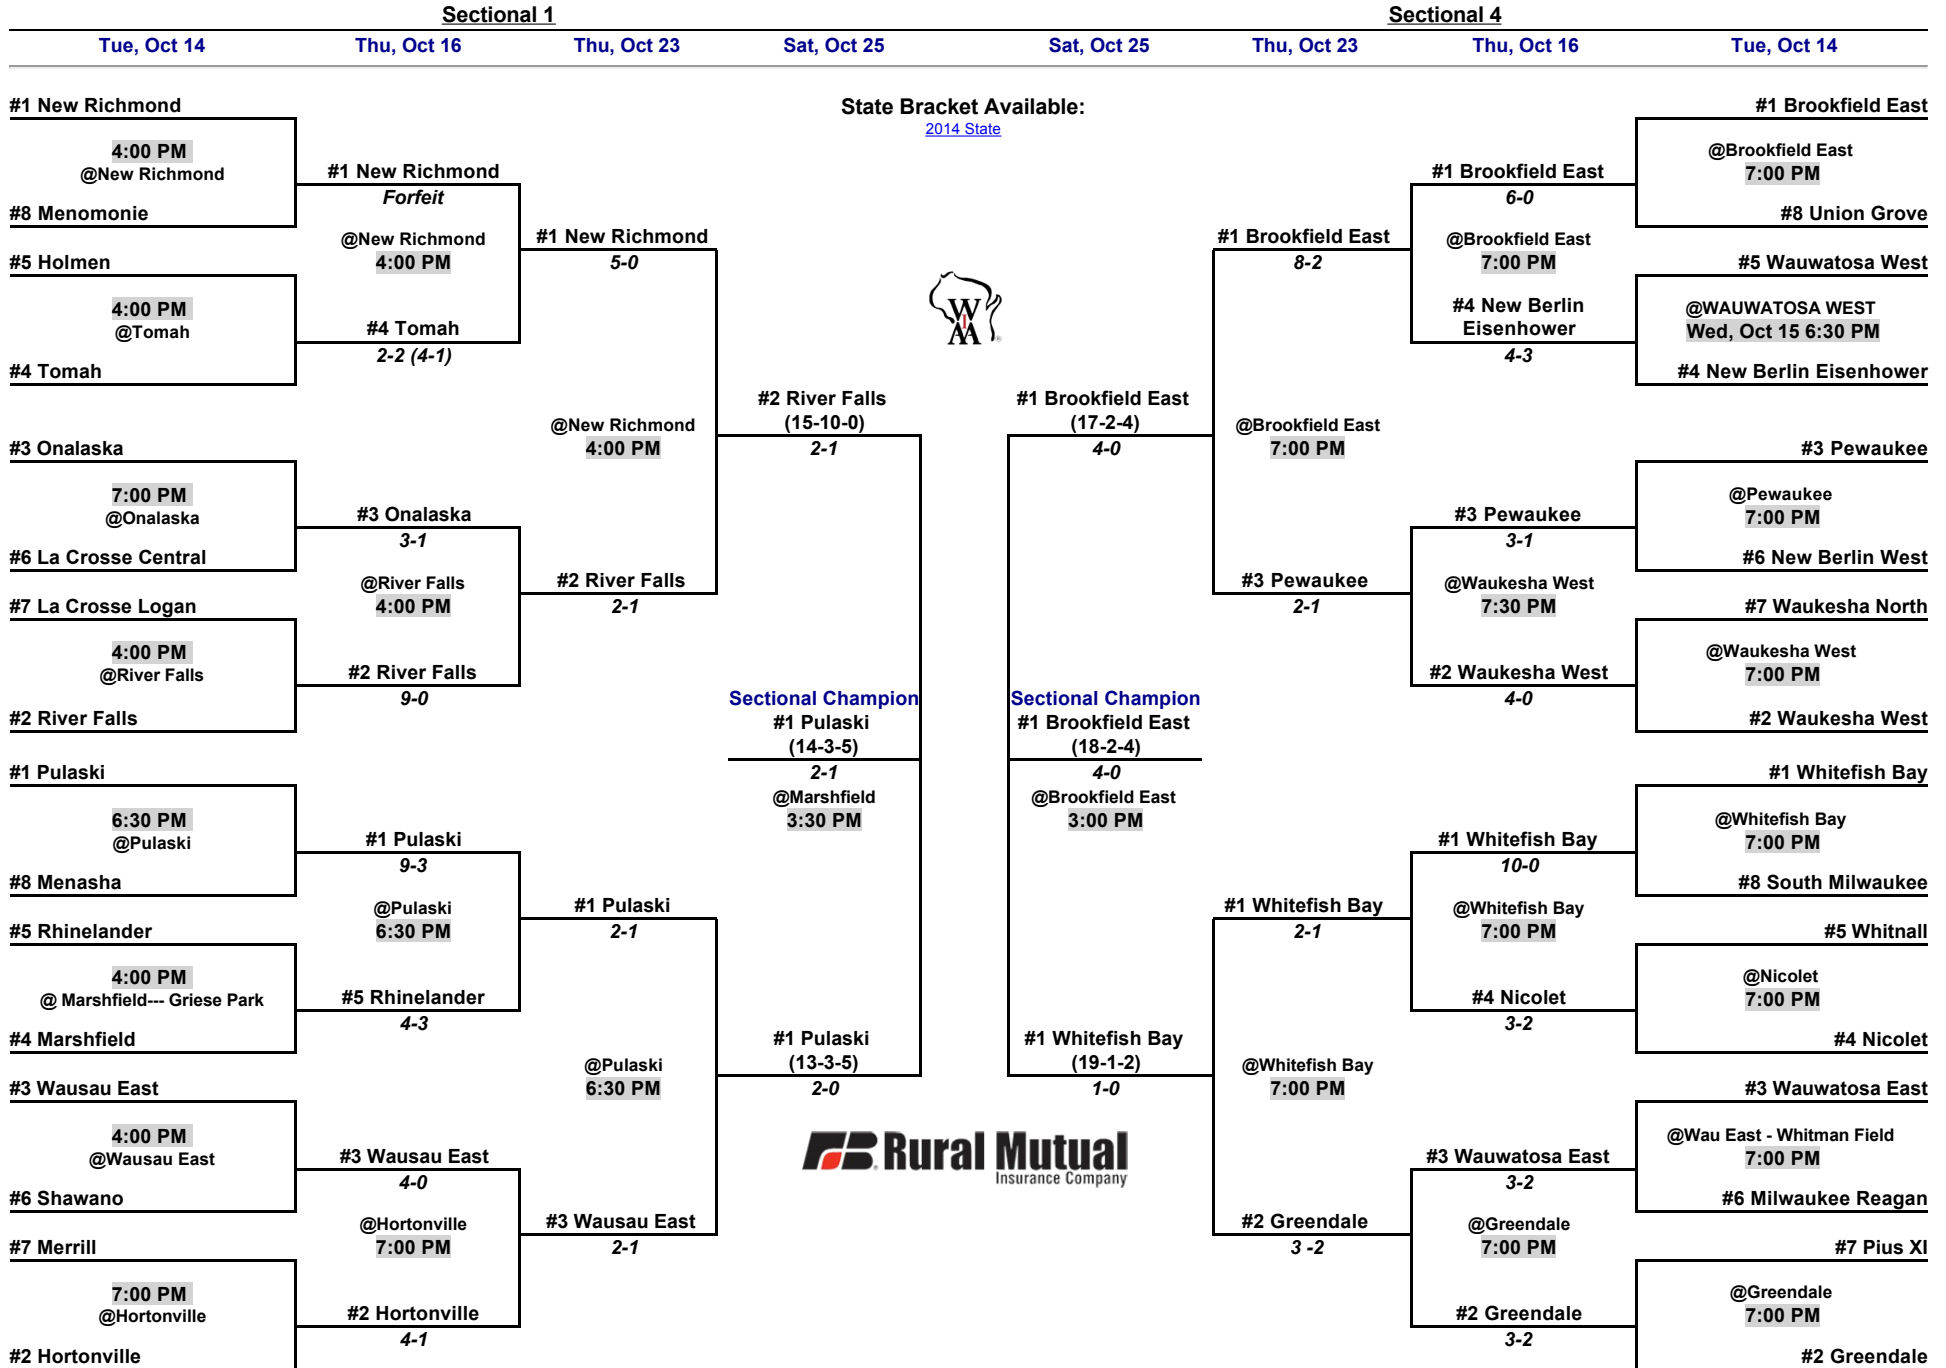 Sectional 1
Sectional 4
Tue, Oct 14
Thu, Oct 16
Thu, Oct 23
Sat, Oct 25
Sat, Oct 25
Thu, Oct 23
Thu, Oct 16
Tue, Oct 14
State Bracket Available:
2014 State
#1 New Richmond
4:00 PM
@New Richmond
#8 Menomonie
#5 Holmen
4:00 PM
@Tomah
#4 Tomah
#3 Onalaska
7:00 PM
@Onalaska
#6 La Crosse Central
#7 La Crosse Logan
4:00 PM
@River Falls
#2 River Falls
#1 Pulaski
6:30 PM
@Pulaski
#8 Menasha
#5 Rhinelander
4:00 PM
@ Marshfield--- Griese Park
#4 Marshfield
#3 Wausau East
4:00 PM
@Wausau East
#6 Shawano
#7 Merrill
7:00 PM
@Hortonville
#2 Hortonville
#1 New Richmond
Forfeit
@New Richmond
4:00 PM
#4 Tomah
2-2 (4-1)
#3 Onalaska
3-1
@River Falls
4:00 PM
#2 River Falls
9-0
#1 Pulaski
9-3
@Pulaski
6:30 PM
#5 Rhinelander
4-3
#3 Wausau East
4-0
@Hortonville
7:00 PM
#2 Hortonville
4-1
#1 New Richmond
5-0
@New Richmond
4:00 PM
#2 River Falls
2-1
#1 Pulaski
2-1
@Pulaski
6:30 PM
#3 Wausau East
2-1
#2 River Falls
(15-10-0)
2-1
Sectional Champion
#1 Pulaski
(14-3-5)
2-1
@Marshfield
3:30 PM
#1 Pulaski
(13-3-5)
2-0
WIAA
Rural Mutual
Insurance Company
#1 Brookfield East
(17-2-4)
4-0
Sectional Champion
#1 Brookfield East
(18-2-4)
4-0
@Brookfield East
3:00 PM
#1 Whitefish Bay
(19-1-2)
1-0
#1 Brookfield East
8-2
@Brookfield East
7:00 PM
#3 Pewaukee
2-1
#1 Whitefish Bay
2-1
@Whitefish Bay
7:00 PM
#2 Greendale
3 -2
#1 Brookfield East
6-0
@Brookfield East
7:00 PM
#4 New Berlin
Eisenhower
4-3
#3 Pewaukee
3-1
@Waukesha West
7:30 PM
#2 Waukesha West
4-0
#1 Whitefish Bay
10-0
@Whitefish Bay
7:00 PM
#4 Nicolet
3-2
#3 Wauwatosa East
3-2
@Greendale
7:00 PM
#2 Greendale
3-2
#1 Brookfield East
@Brookfield East
7:00 PM
#8 Union Grove
#5 Wauwatosa West
@WAUWATOSA WEST
Wed, Oct 15 6:30 PM
#4 New Berlin Eisenhower
#3 Pewaukee
@Pewaukee
7:00 PM
#6 New Berlin West
#7 Waukesha North
@Waukesha West
7:00 PM
#2 Waukesha West
#1 Whitefish Bay
@Whitefish Bay
7:00 PM
#8 South Milwaukee
#5 Whitnall
@Nicolet
7:00 PM
#4 Nicolet
#3 Wauwatosa East
@Wau East - Whitman Field
7:00 PM
#6 Milwaukee Reagan
#7 Pius XI
@Greendale
7:00 PM
#2 Greendale